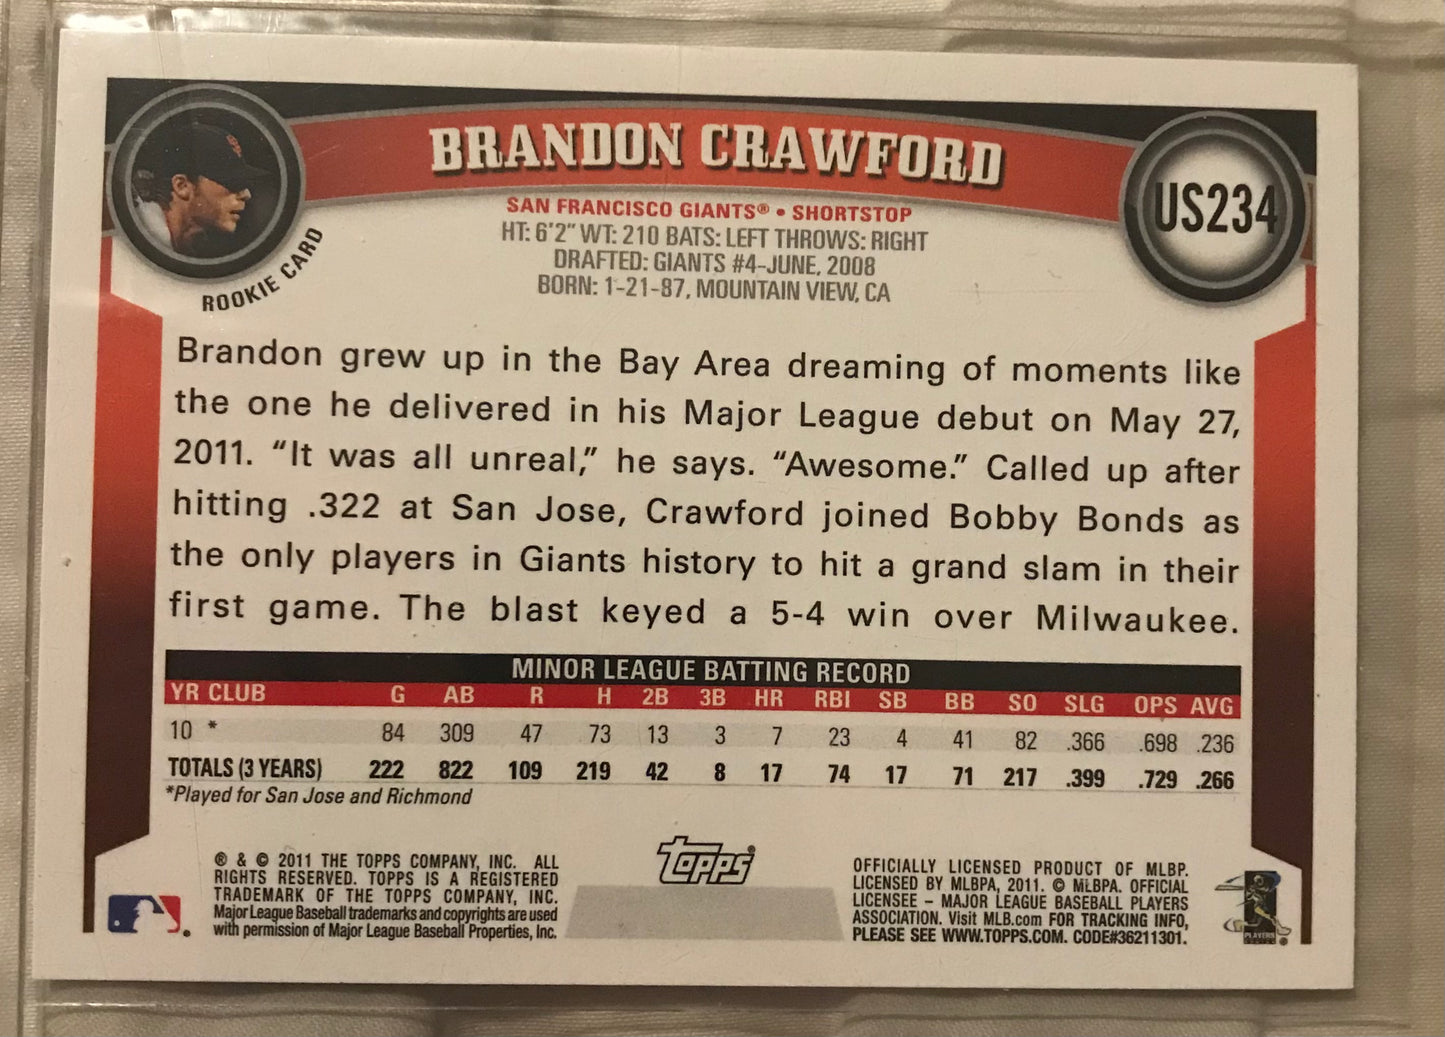 BRANDON CRAWFORD
US234
SAN FRANCISCO GIANTS® • SHORTSTOP
HT: 6'2" WT: 210 BATS: LEFT THROWS: RIGHT
DRAFTED: GIANTS #4-JUNE, 2008
BORN: 1-21-87, MOUNTAIN VIEW, CA
ROOKIE CARD
Brandon grew up in the Bay Area dreaming of moments like
the one he delivered in his Major League debut on May 27,
2011. "It was all unreal," he says. "Awesome." Called up after
hitting .322 at San Jose, Crawford joined Bobby Bonds as
the only players in Giants history to hit a grand slam in their
first game. The blast keyed a 5-4 win over Milwaukee.
MINOR LEAGUE BATTING RECORD
YR CLUB G AB R H 2B 3B HR RBI SB BB SO SLG OPS AVG
10 * 84 309 47 73 13 3 7 23 4 41 82 .366 .698 .236
TOTALS (3 YEARS) 222 822 109 219 42 8 17 74 17 71 217 .399 .729 .266
*Played for San Jose and Richmond
® & © 2011 THE TOPPS COMPANY, INC. ALL
RIGHTS RESERVED. TOPPS IS A REGISTERED
TRADEMARK OF THE TOPPS COMPANY, INC.
Major League Baseball trademarks and copyrights are used
with permission of Major League Baseball Properties, Inc.
Topps®
OFFICIALLY LICENSED PRODUCT OF MLBP.
LICENSED BY MLBPA, 2011. © MLBPA. OFFICIAL
LICENSEE – MAJOR LEAGUE BASEBALL PLAYERS
ASSOCIATION. Visit MLB.com FOR TRACKING INFO,
PLEASE SEE WWW.TOPPS.COM. CODE#36211301.
PLAYERS